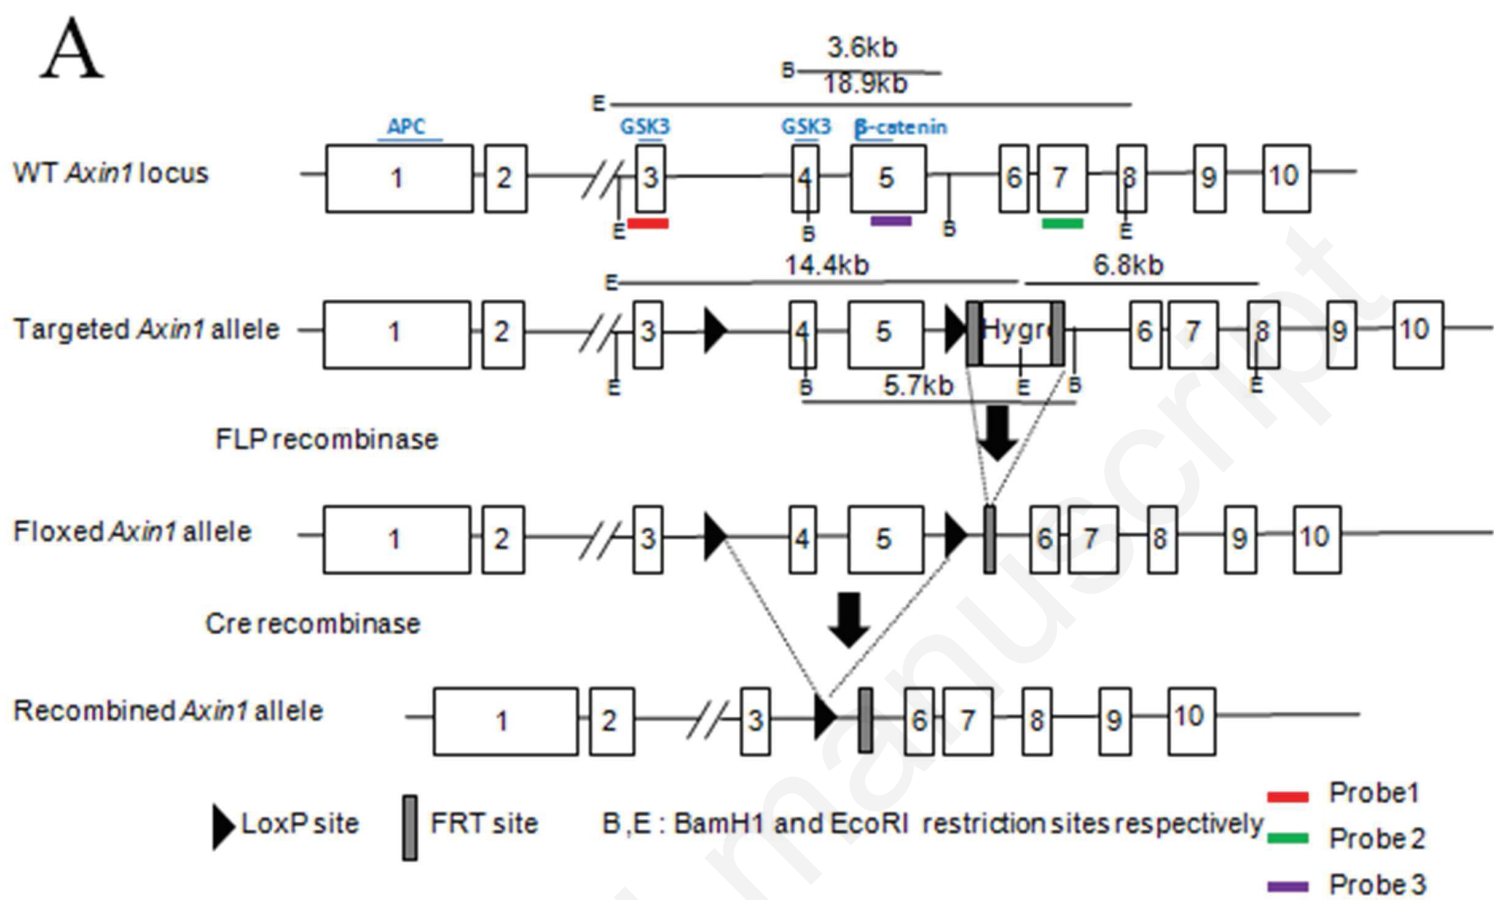 A
3.6kb
B
18.9kb
E
APC GSK3 GSK3 β-catenin
WT Axin1 locus 1 2 3 4 5 6 7 8 9 10
E B B E
E 14.4kb 6.8kb
Targeted Axin1 allele 1 2 3 4 5 Hygro 6 7 8 9 10
E B 5.7kb E B E
FLP recombinase
Floxed Axin1 allele 1 2 3 4 5 6 7 8 9 10
Cre recombinase
Recombined Axin1 allele 1 2 3 6 7 8 9 10
LoxP site FRT site B,E : BamH1 and EcoRI restriction sites respectively
Probe1
Probe 2
Probe 3
manuscript